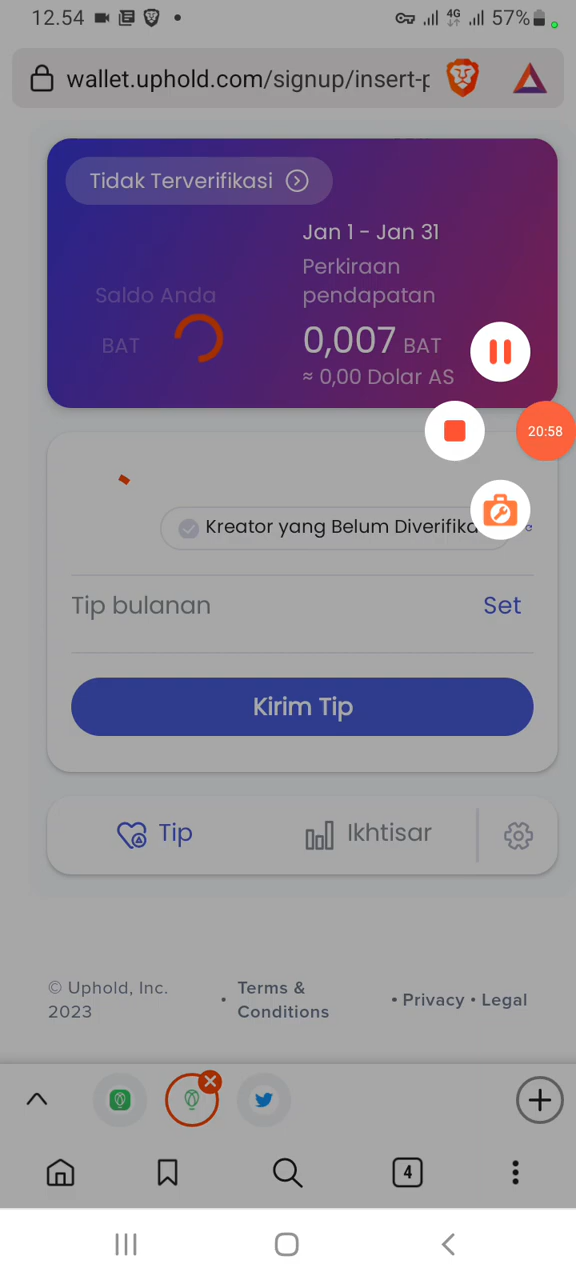 12.54
4G
57%
wallet.uphold.com/signup/insert-p
Tidak Terverifikasi
Jan 1 - Jan 31
Perkiraan
pendapatan
Saldo Anda
BAT
0,007 BAT
≈ 0,00 Dolar AS
20:58
Kreator yang Belum Diverifika
Tip bulanan
Set
Kirim Tip
Tip
Ikhtisar
© Uphold, Inc.
2023
• Terms &
Conditions
• Privacy • Legal
4